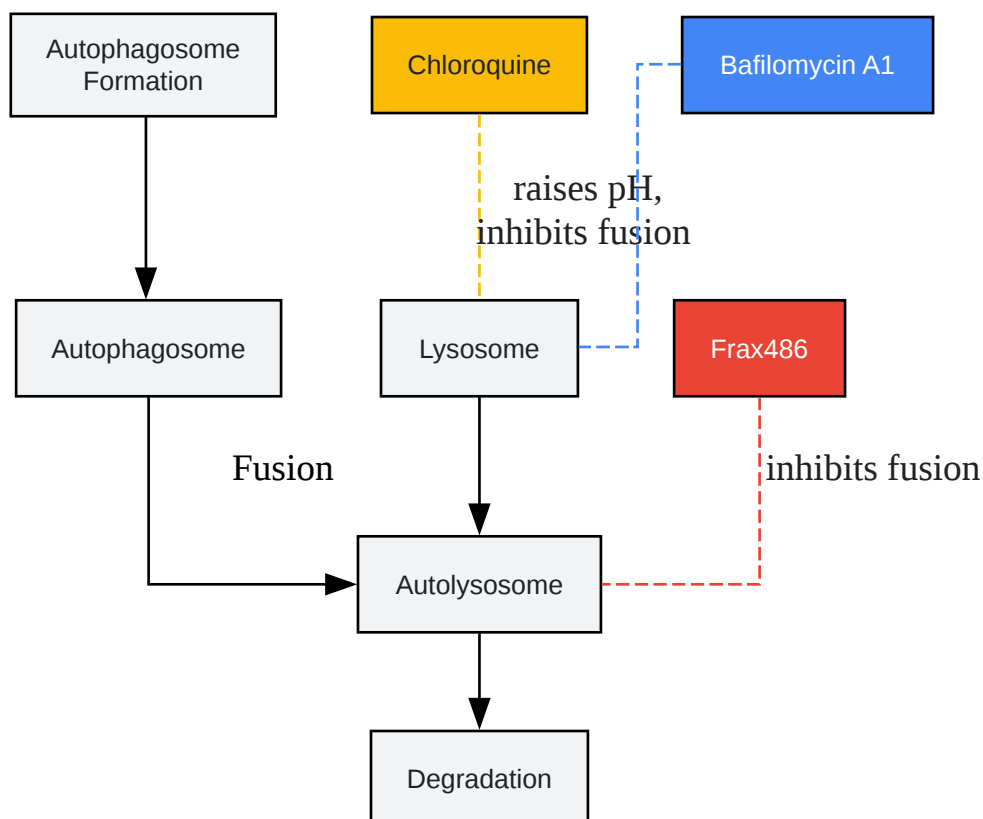 Autophagosome
Formation
Chloroquine
Bafilomycin A1
raises pH,
inhibits fusion
Autophagosome
Lysosome
Frax486
Fusion
inhibits fusion
Autolysosome
Degradation